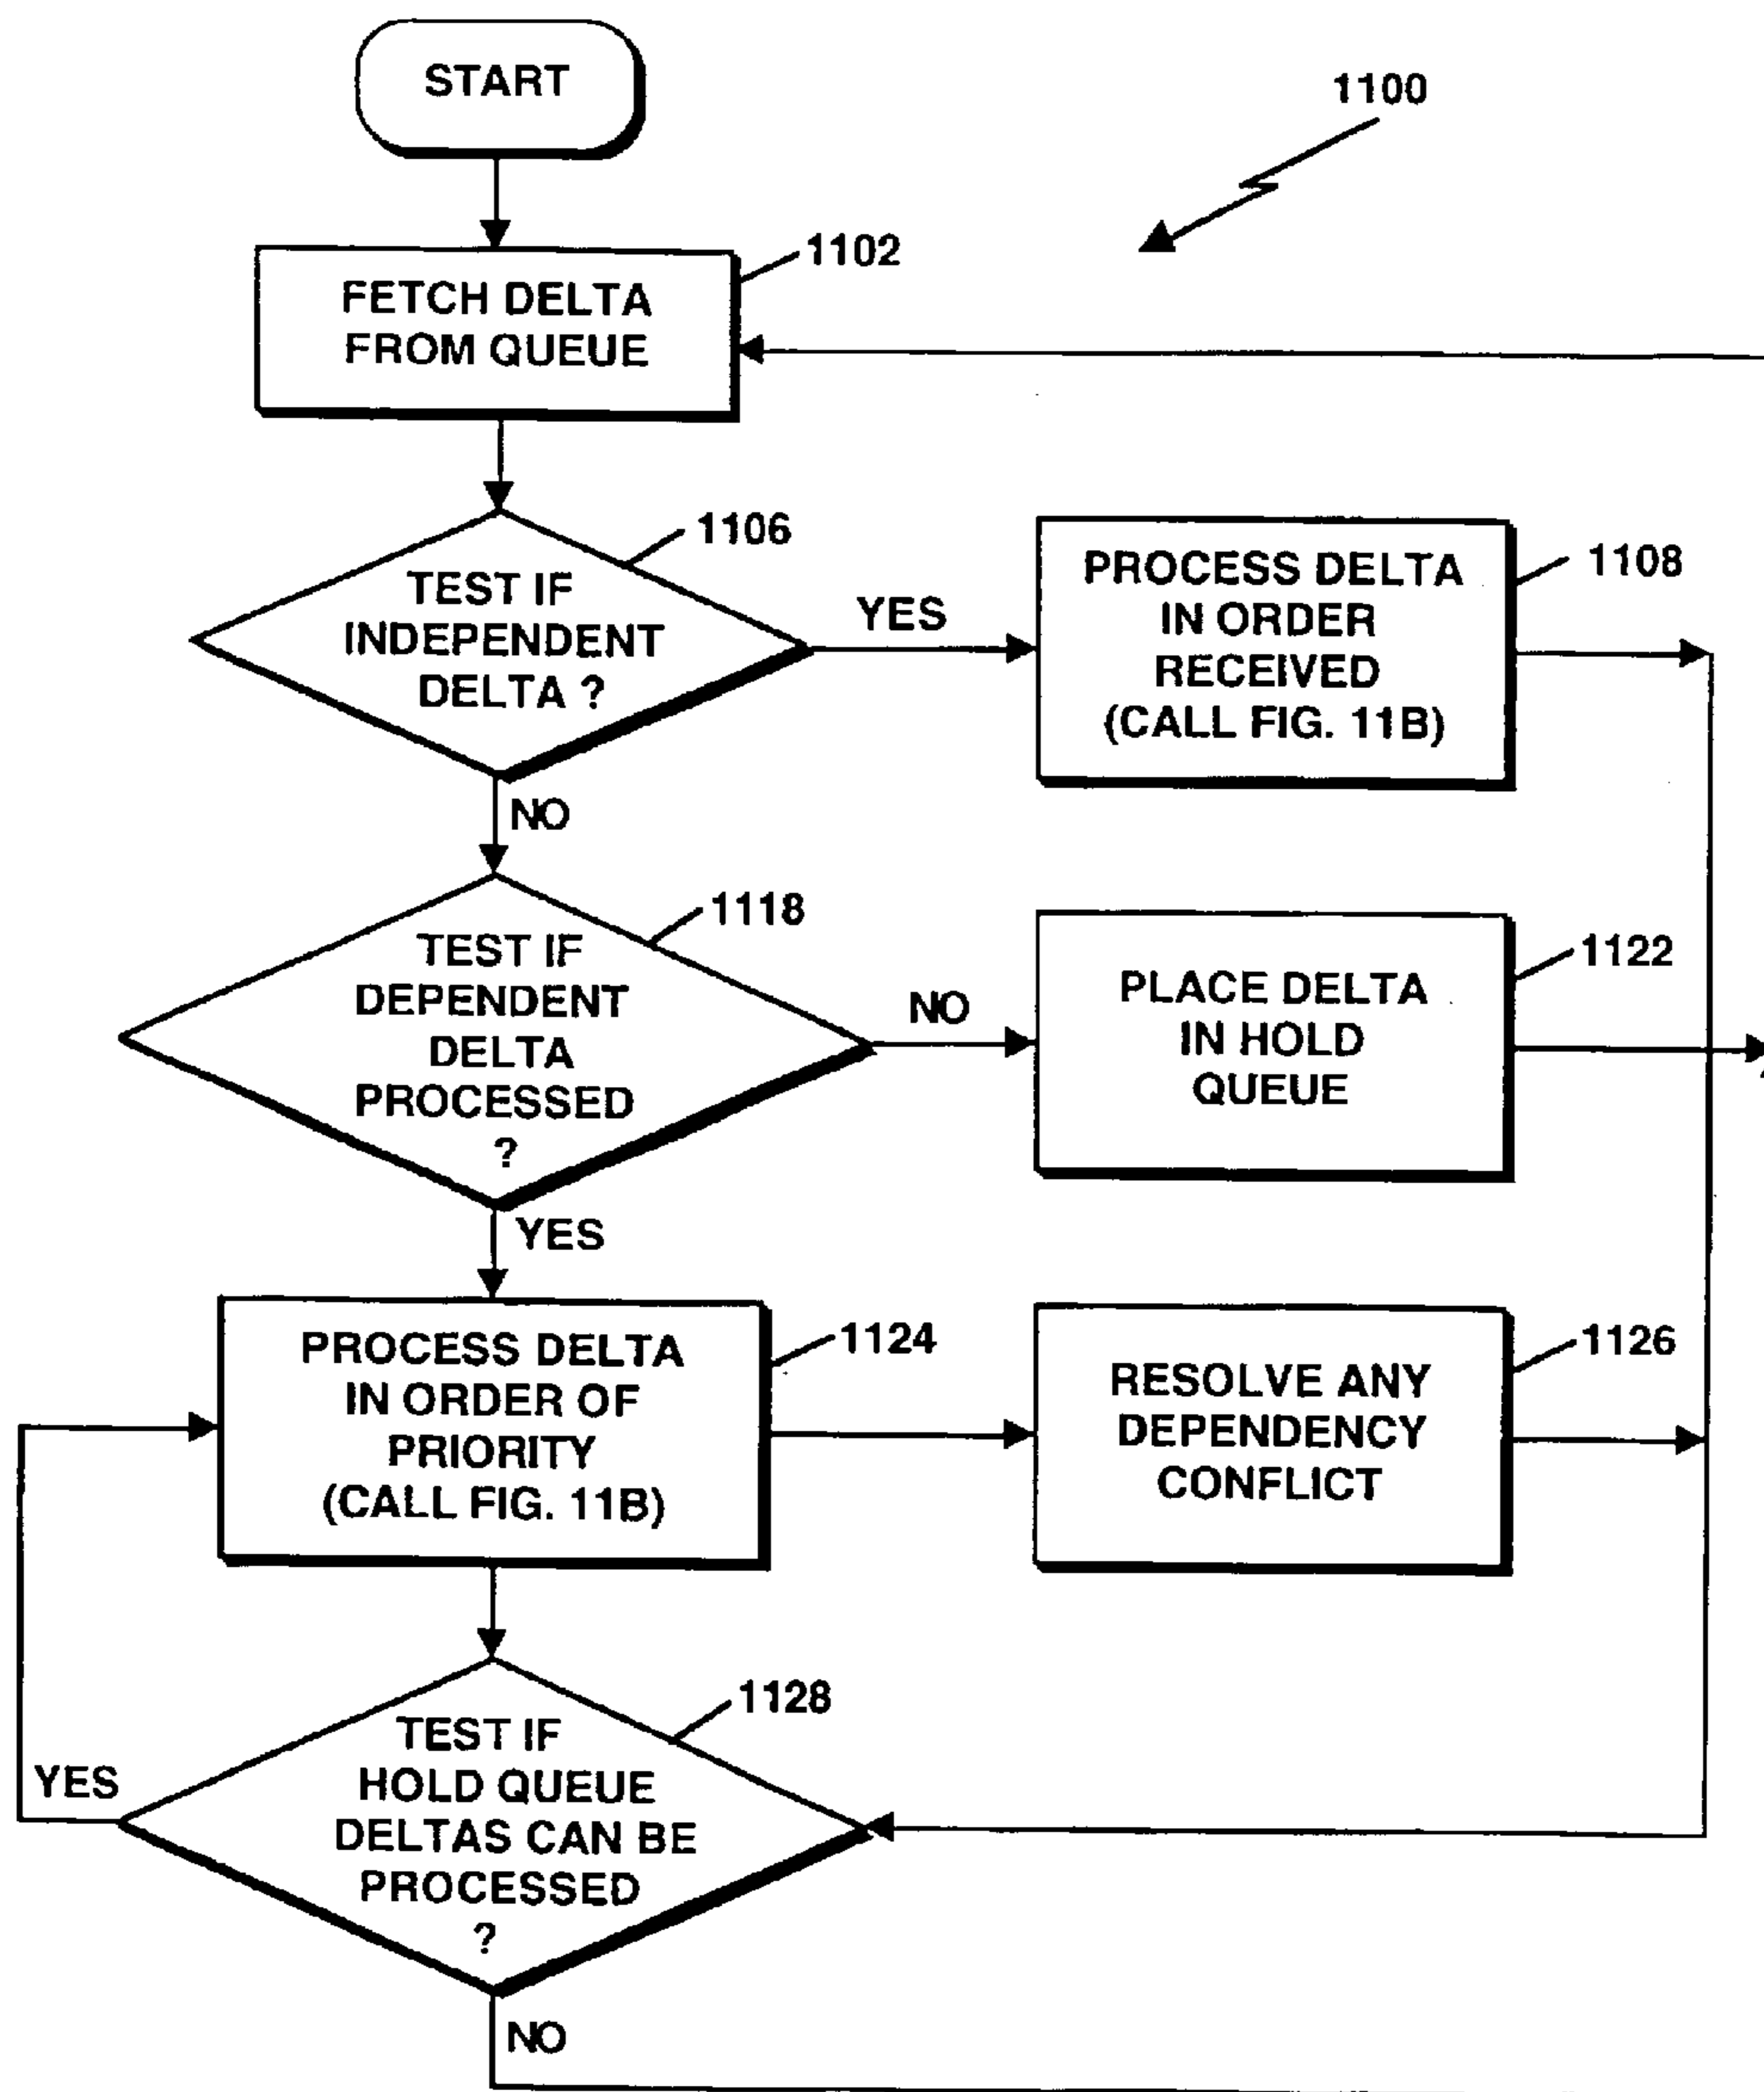 START
1100
1102
FETCH DELTA
FROM QUEUE
1106
TEST IF
INDEPENDENT
DELTA ?
YES
1108
PROCESS DELTA
IN ORDER
RECEIVED
(CALL FIG. 11B)
NO
1118
TEST IF
DEPENDENT
DELTA
PROCESSED
?
NO
1122
PLACE DELTA
IN HOLD
QUEUE
YES
1124
PROCESS DELTA
IN ORDER OF
PRIORITY
(CALL FIG. 11B)
1126
RESOLVE ANY
DEPENDENCY
CONFLICT
1128
TEST IF
HOLD QUEUE
DELTAS CAN BE
PROCESSED
?
YES
NO